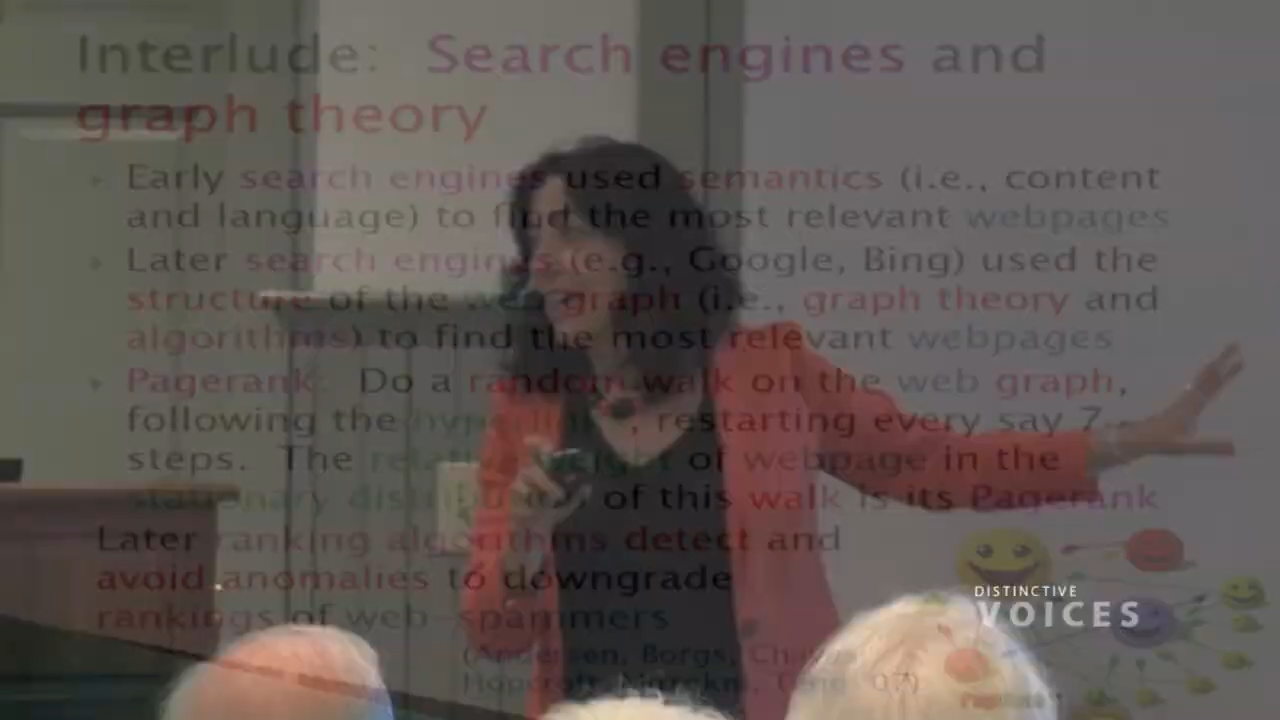 Interlude: Search engines and
graph theory
Early search engines used semantics (i.e., content
and language) to find the most relevant webpages
Later search engines (e.g., Google, Bing) used the
structure of the web graph (i.e., graph theory and
algorithms) to find the most relevant webpages
Pagerank: Do a random walk on the web graph,
following the hyperlinks, restarting every say 7
steps. The relative weight of webpage in the
stationary distribution of this walk is its Pagerank
Later ranking algorithms detect and
avoid anomalies to downgrade
rankings of web-spammers
(Andersen, Borgs,
Hopcroft,
DISTINCTIVE
VOICES